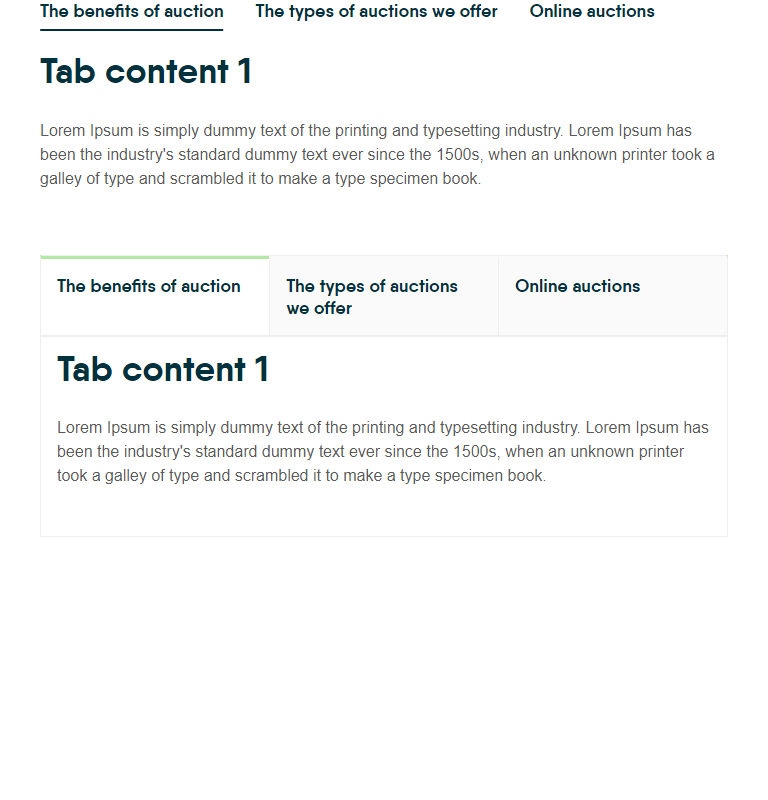 The benefits of auction The types of auctions we offer Online auctions
Tab content 1
Lorem Ipsum is simply dummy text of the printing and typesetting industry. Lorem Ipsum has
been the industry's standard dummy text ever since the 1500s, when an unknown printer took a
galley of type and scrambled it to make a type specimen book.
The benefits of auction
The types of auctions
we offer
Online auctions
Tab content 1
Lorem Ipsum is simply dummy text of the printing and typesetting industry. Lorem Ipsum has
been the industry's standard dummy text ever since the 1500s, when an unknown printer
took a galley of type and scrambled it to make a type specimen book.